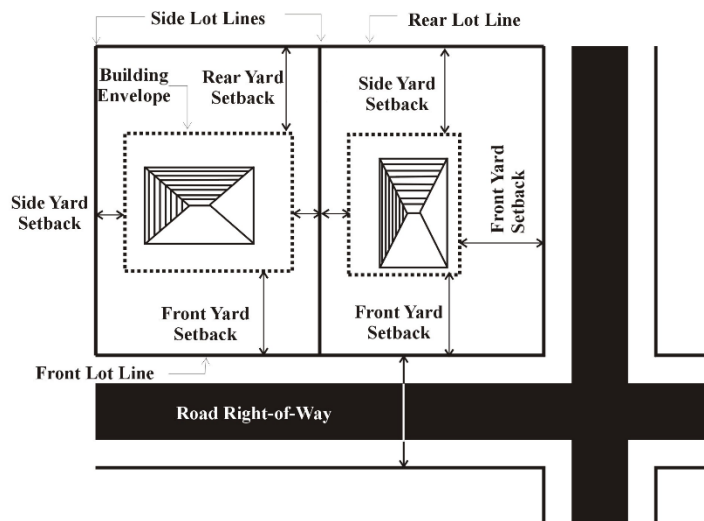 Side Lot Lines
Rear Lot Line
Building
Envelope
Rear Yard
Setback
Side Yard
Setback
Side Yard
Setback
Front Yard
Setback
Front Yard
Setback
Front Yard
Setback
Front Lot Line
Road Right-of-Way